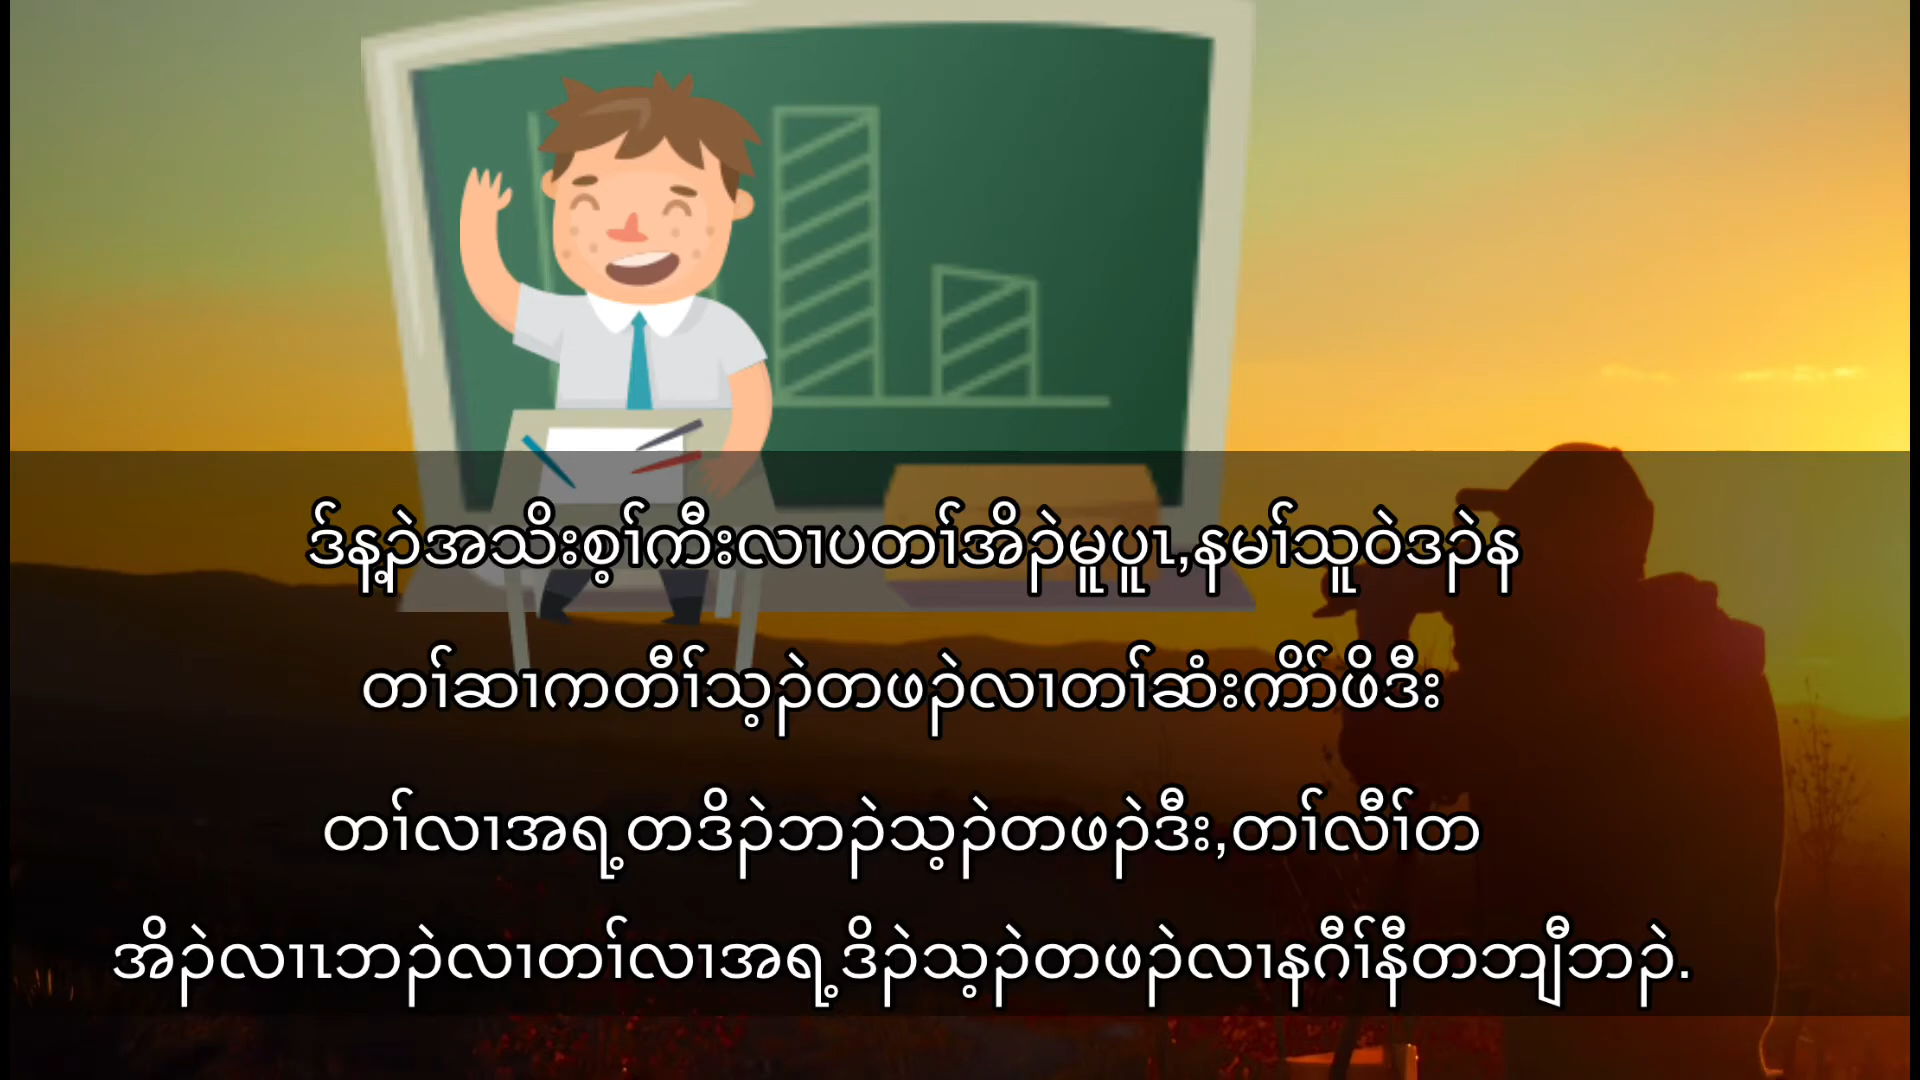 ဒ်န့ၣ်အသိးစ့ၢ်ကီးလၢပတၢ်အိၣ်မူပူၤ,နမၢ်သူဝဲဒၣ်န
တၢ်ဆၢကတီၢ်သ့ၣ်တဖၣ်လၢတၢ်ဆံးကိာ်ဖိဒီး
တၢ်လၢအရ့တဒိၣ်ဘၣ်သ့ၣ်တဖၣ်ဒီး,တၢ်လီၢ်တ
အိၣ်လၢၤဘၣ်လၢတၢ်လၢအရ့ဒိၣ်သ့ၣ်တဖၣ်လၢနဂီၢ်နီတဘျီဘၣ်.